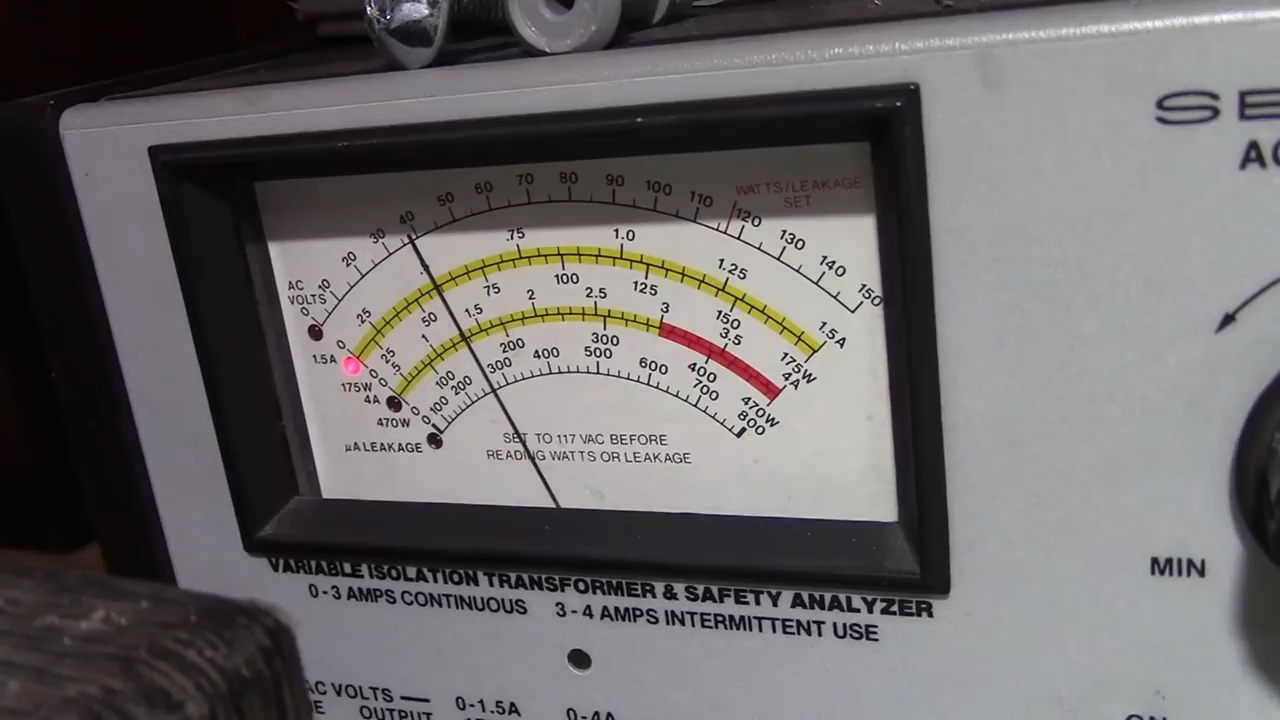 SE
AC
WATTS/LEAKAGE
SET
0 10 20 30 40 50 60 70 80 90 100 110 120 130 140 150
AC
VOLTS
0 .25 .75 1.0 1.25 1.5A
1.5A
0 25 50 75 100 125 150 175W
175W
0 .5 1 1.5 2 2.5 3 3.5 4A
4A
0 100 200 300 400 470W
470W
0 100 200 300 400 500 600 700 800
µA LEAKAGE
SET TO 117 VAC BEFORE
READING WATTS OR LEAKAGE
MIN
VARIABLE ISOLATION TRANSFORMER & SAFETY ANALYZER
0-3 AMPS CONTINUOUS 3-4 AMPS INTERMITTENT USE
AC VOLTS 0-1.5A 0-4A
OUTPUT
ON